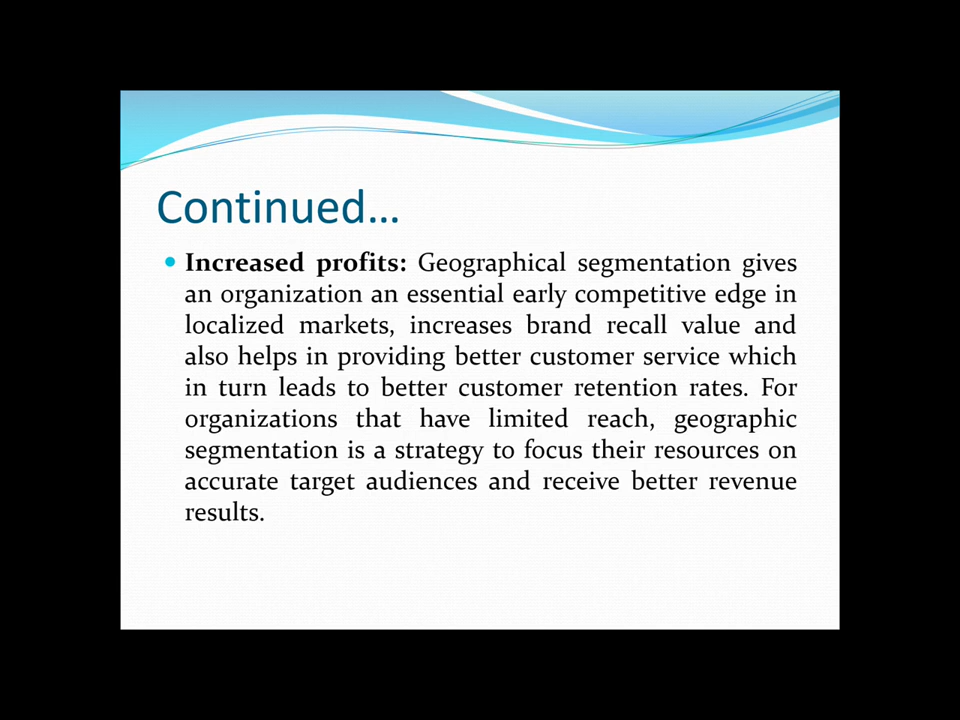 Continued…
Increased profits: Geographical segmentation gives
an organization an essential early competitive edge in
localized markets, increases brand recall value and
also helps in providing better customer service which
in turn leads to better customer retention rates. For
organizations that have limited reach, geographic
segmentation is a strategy to focus their resources on
accurate target audiences and receive better revenue
results.